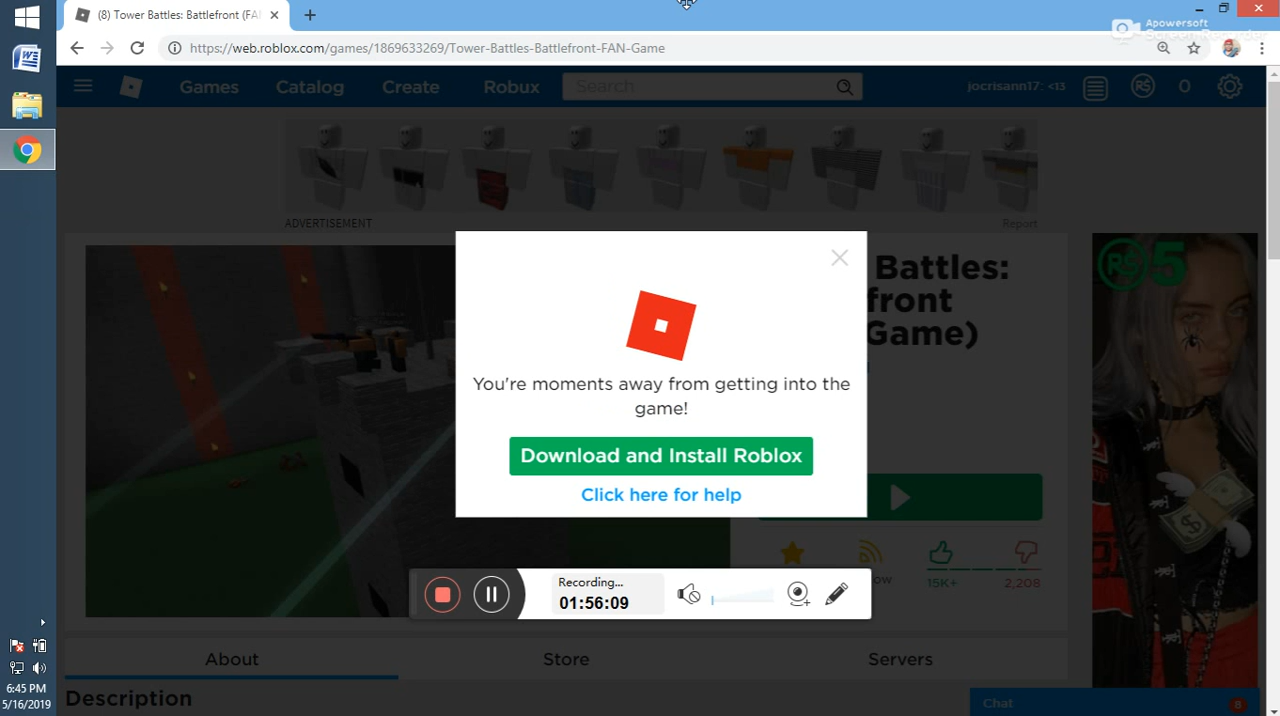 (8) Tower Battles: Battlefront (FA
Apowersoft
Screen Recorder
https://web.roblox.com/games/1869633269/Tower-Battles-Battlefront-FAN-Game
Games
Catalog
Create
Robux
Search
jocrisann17: <13
R$
0
ADVERTISEMENT
Report
R$ 5
Battles:
front
Game)
You're moments away from getting into the
game!
Download and Install Roblox
Click here for help
15K+
2,208
Recording...
01:56:09
About
Store
Servers
Description
Chat
8
6:45 PM
5/16/2019